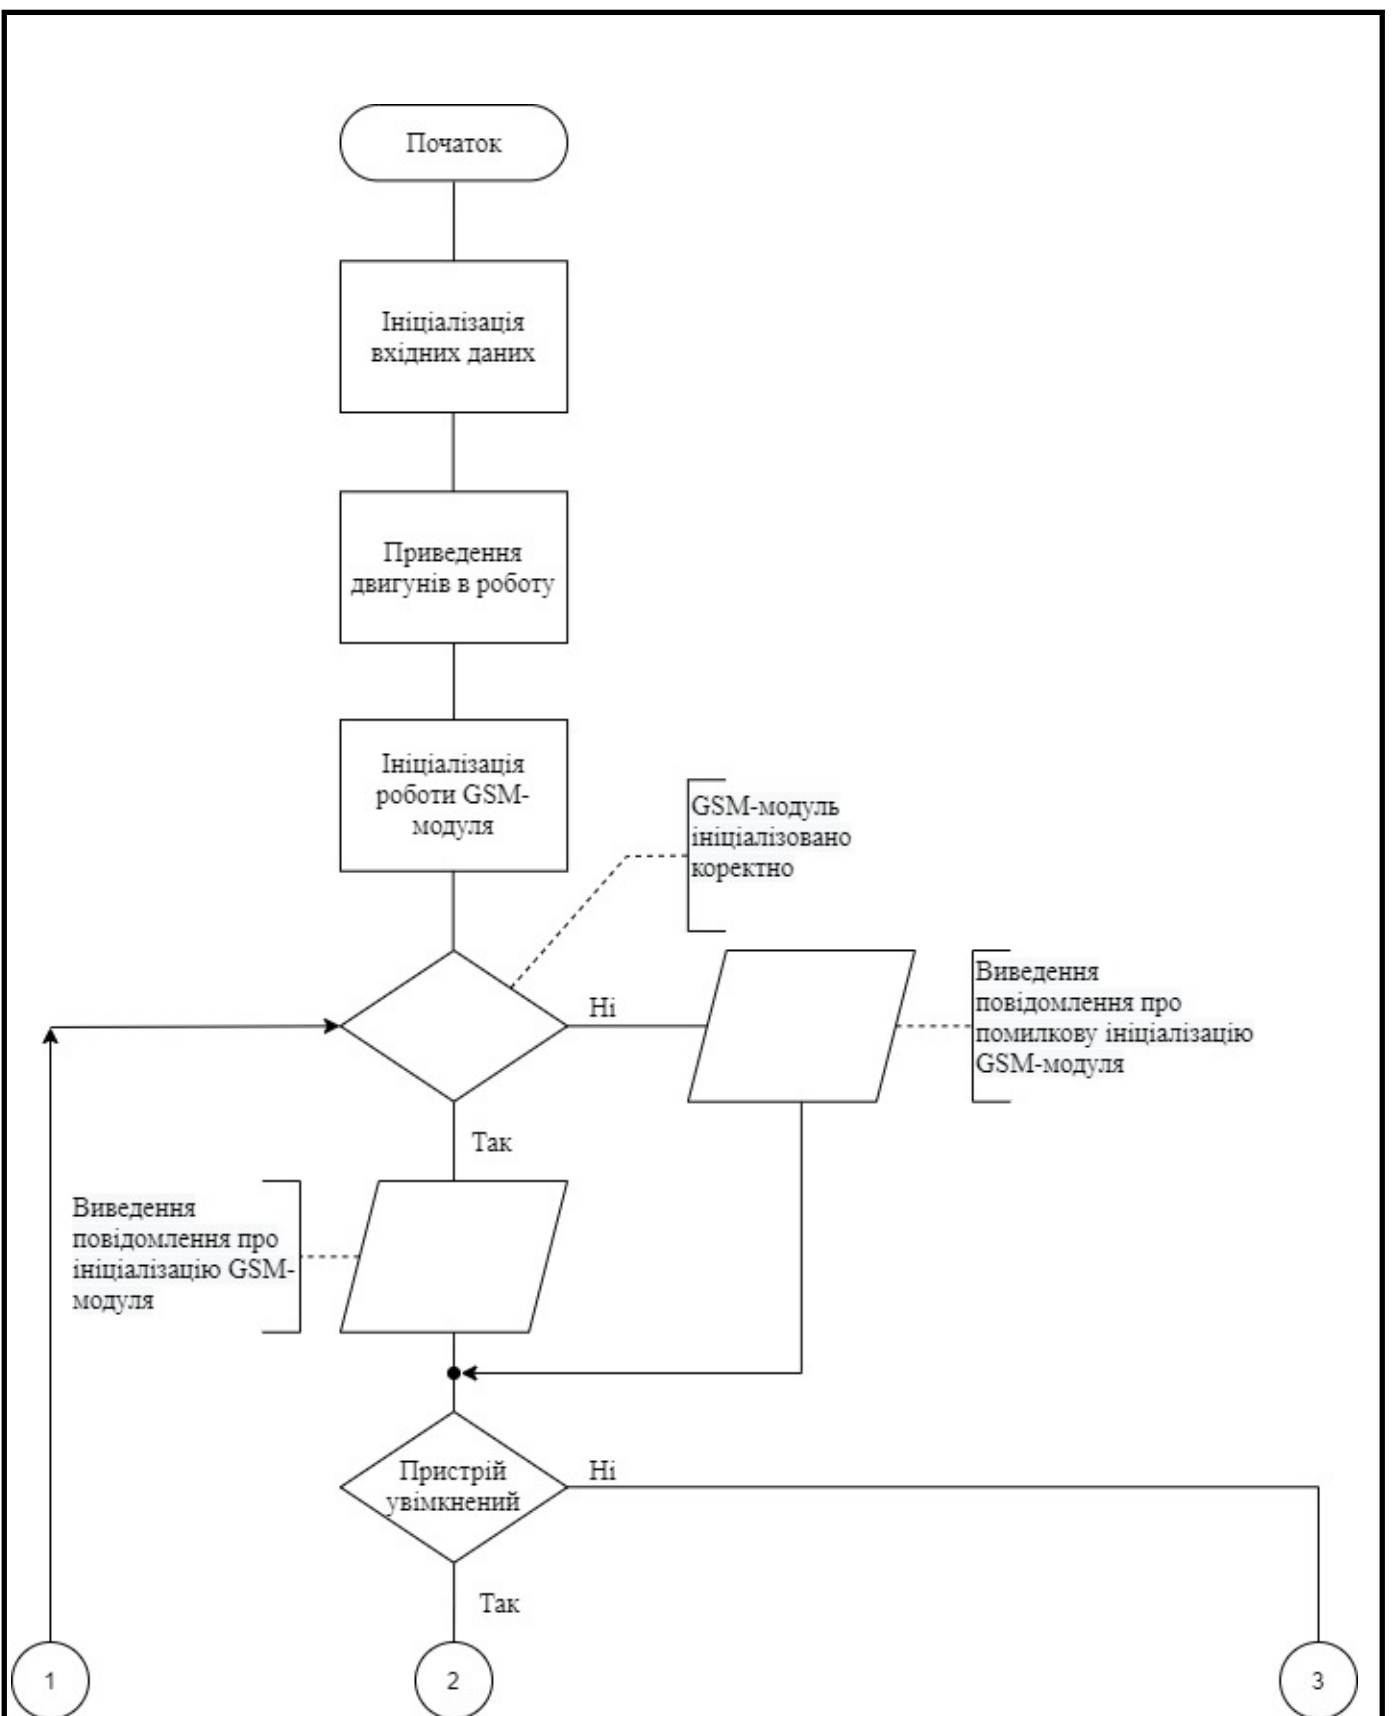 Початок
Ініціалізація
вхідних даних
Приведення
двигунів в роботу
Ініціалізація
роботи GSM-
модуля
GSM-модуль
ініціалізовано
коректно
Ні
Виведення
повідомлення про
помилкову ініціалізацію
GSM-модуля
Так
Виведення
повідомлення про
ініціалізацію GSM-
модуля
Пристрій
увімкнений
Ні
Так
1
2
3